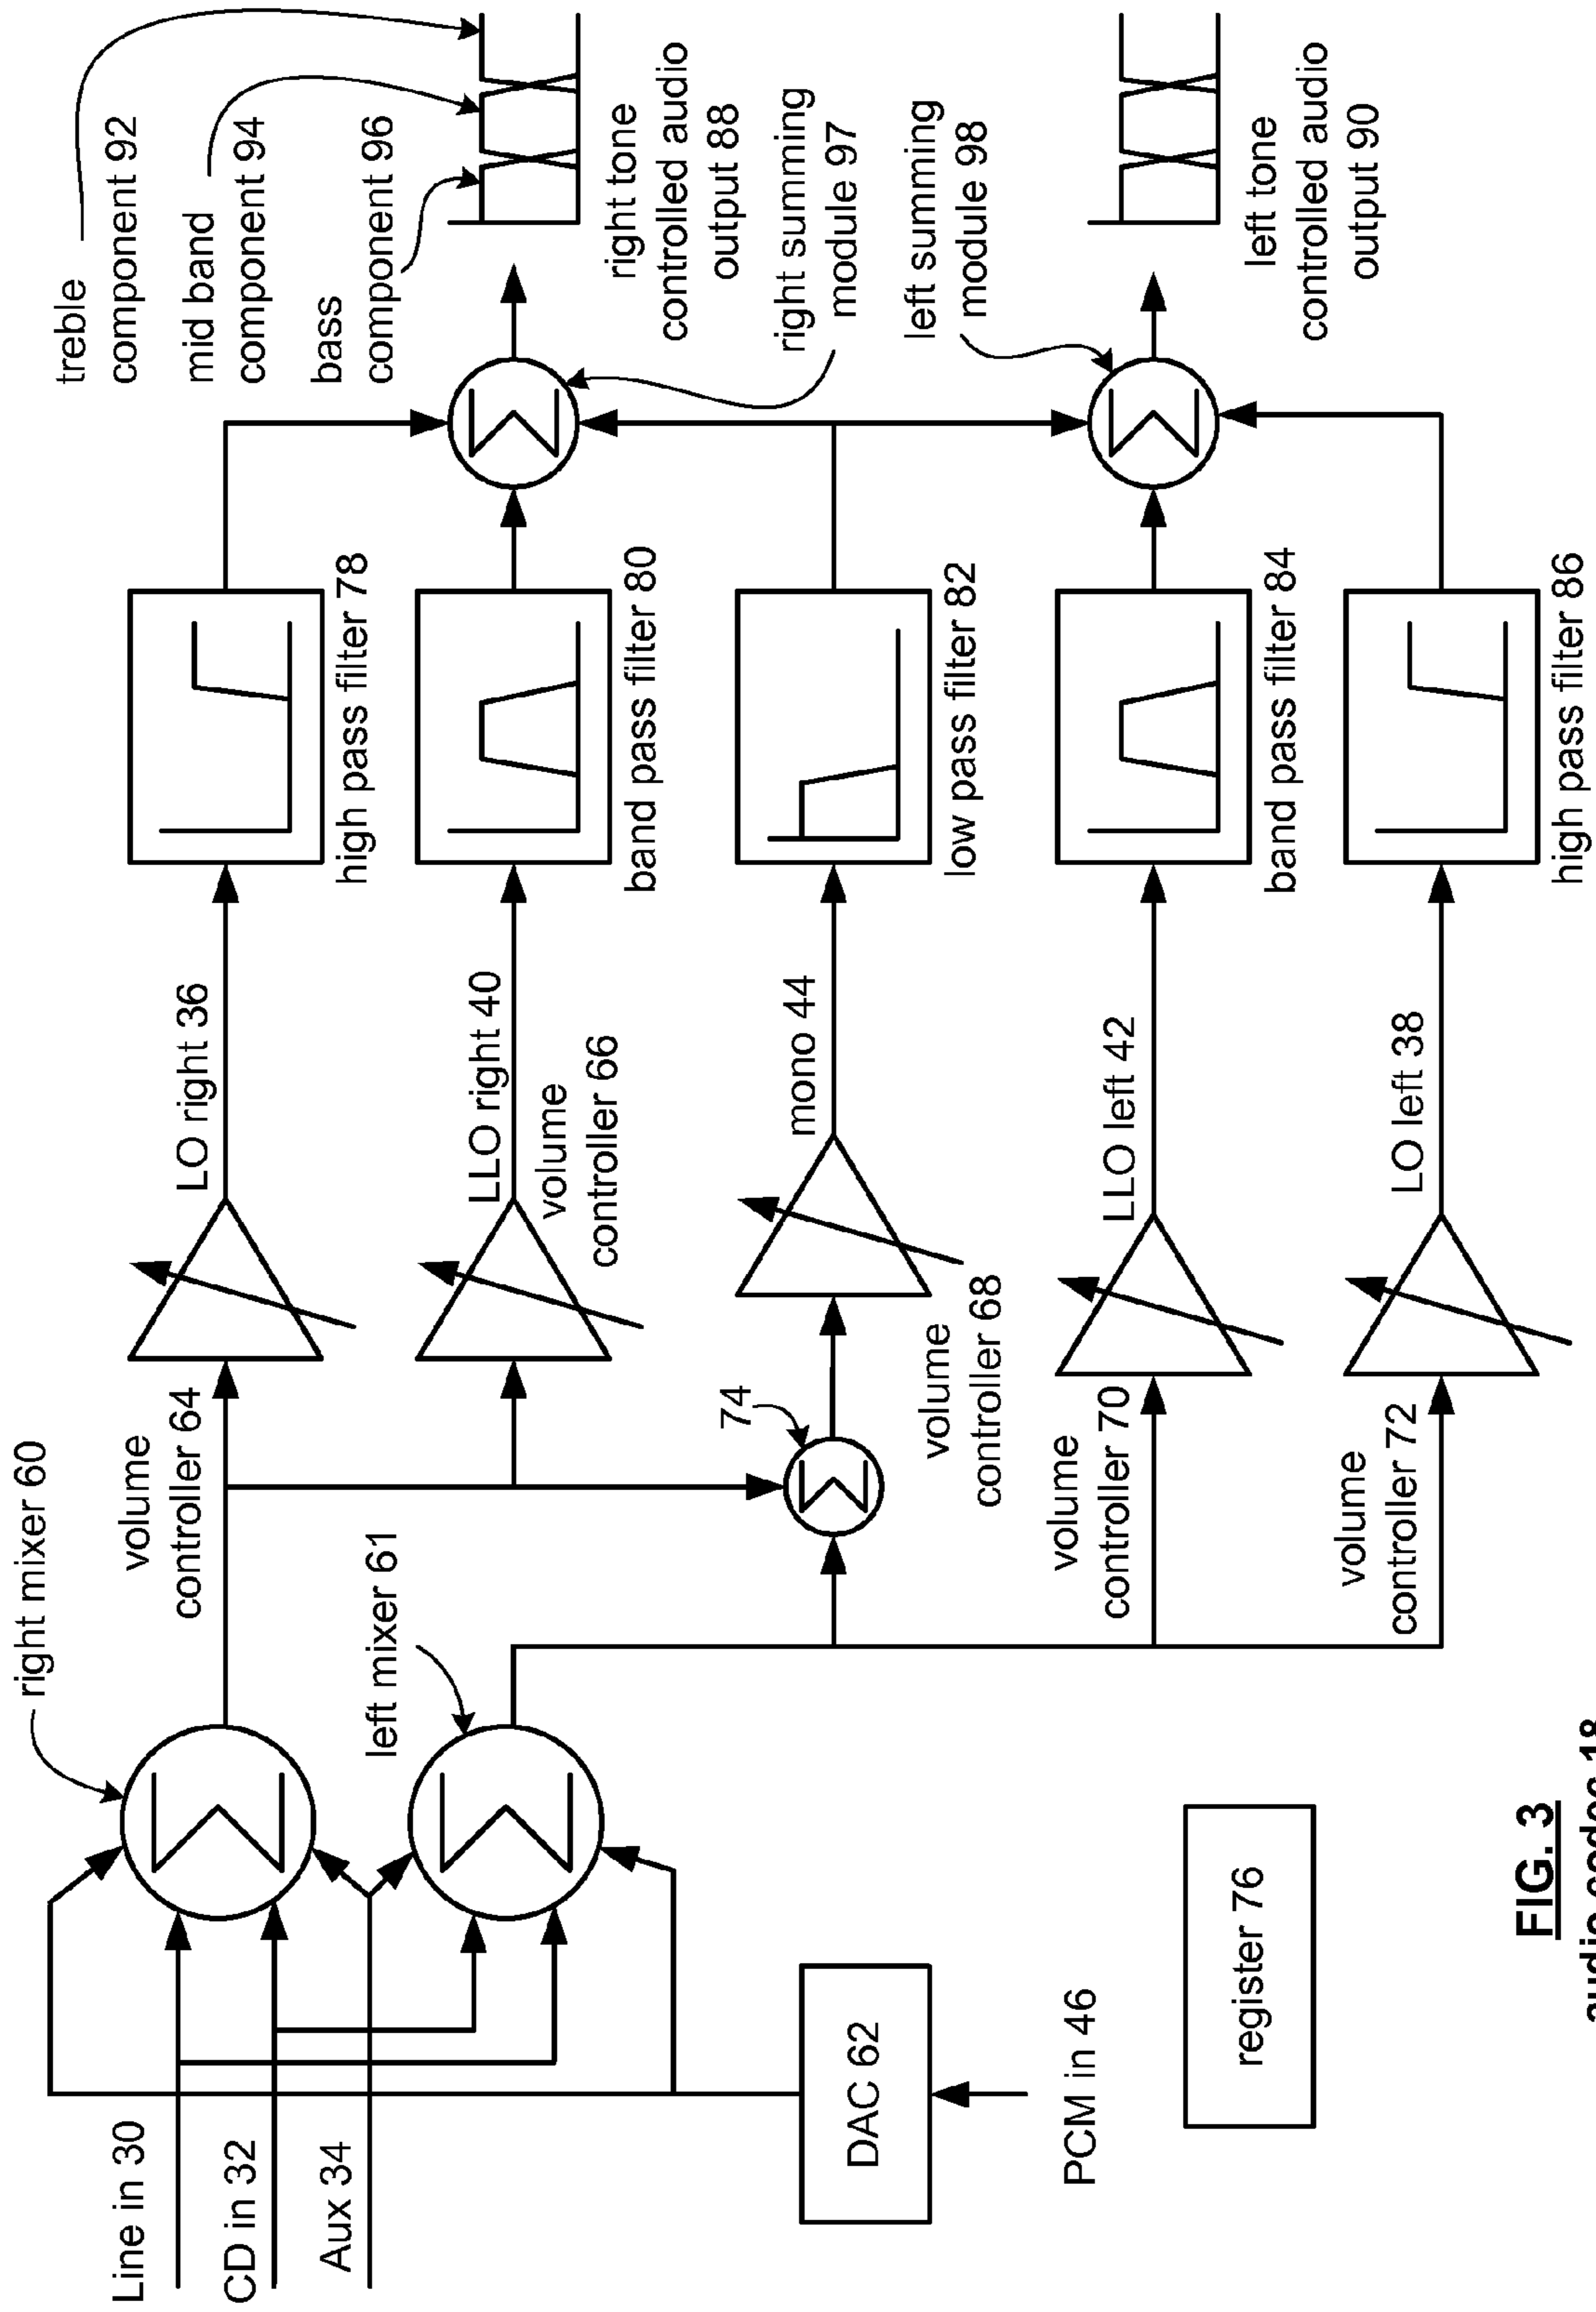 Line in 30
CD in 32
Aux 34
DAC 62
PCM in 46
register 76
right mixer 60
left mixer 61
volume
controller 64
LO right 36
LLO right 40
volume
controller 66
74
mono 44
volume
controller 68
volume
controller 70
LLO left 42
volume
controller 72
LO left 38
high pass filter 78
band pass filter 80
low pass filter 82
band pass filter 84
high pass filter 86
treble
component 92
mid band
component 94
bass
component 96
right tone
controlled audio
output 88
right summing
module 97
left summing
module 98
left tone
controlled audio
output 90
FIG. 3
audio codec 18